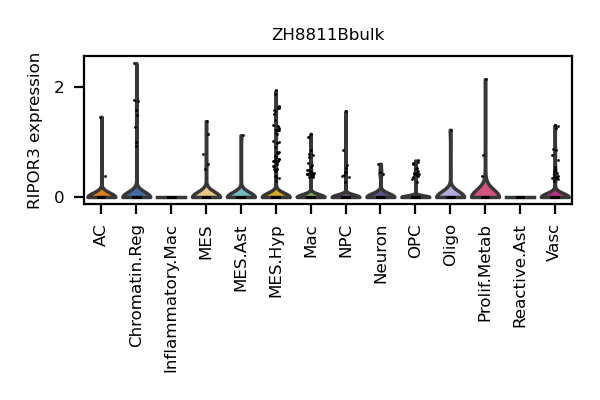 ZH8811Bbulk
RIPOR3 expression
2
0
AC
Chromatin.Reg
Inflammatory.Mac
MES
MES.Ast
MES.Hyp
Mac
NPC
Neuron
OPC
Oligo
Prolif.Metab
Reactive.Ast
Vasc